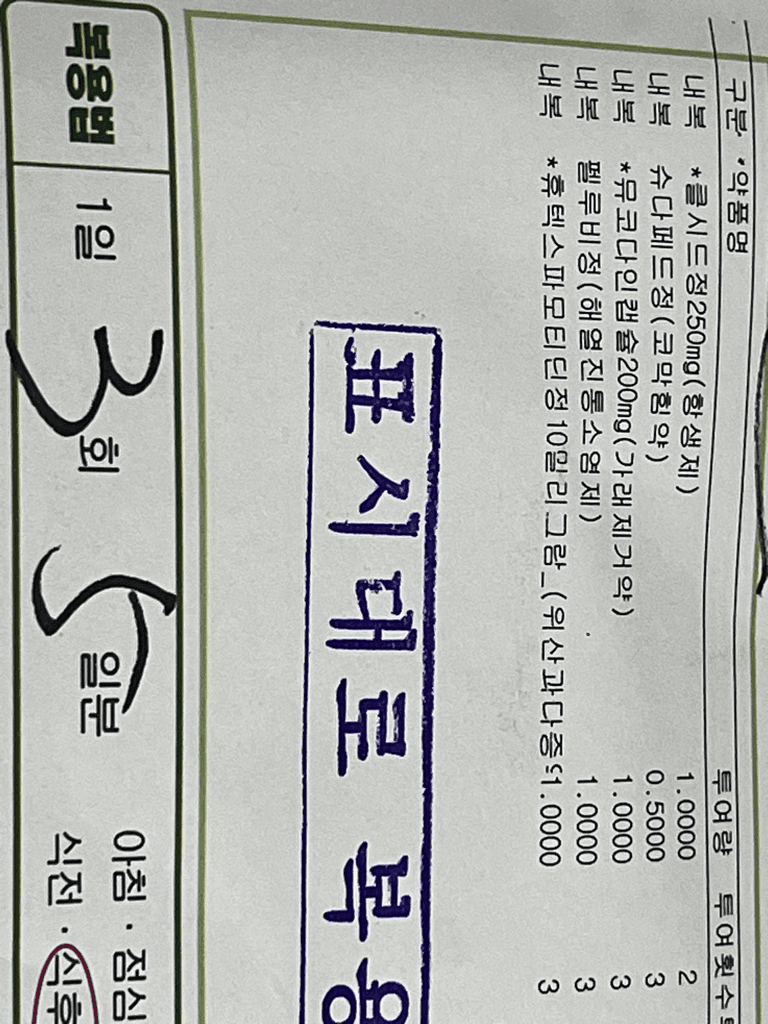 구분 *약품명 투여량 투여횟수
내복 *클시드정250mg(항생제) 1.0000 2
내복 슈다페드정(코막힘약) 0.5000 3
내복 *뮤코다인캡슐200mg(가래제거약) 1.0000 3
내복 펠루비정(해열진통소염제) 1.0000 3
내복 *휴텍스파모티딘정10밀리그람_(위산과다증 1.0000 3
표시대로 복용
복용법 1일 3회 5일분
아침 · 점심
식전 · 식후